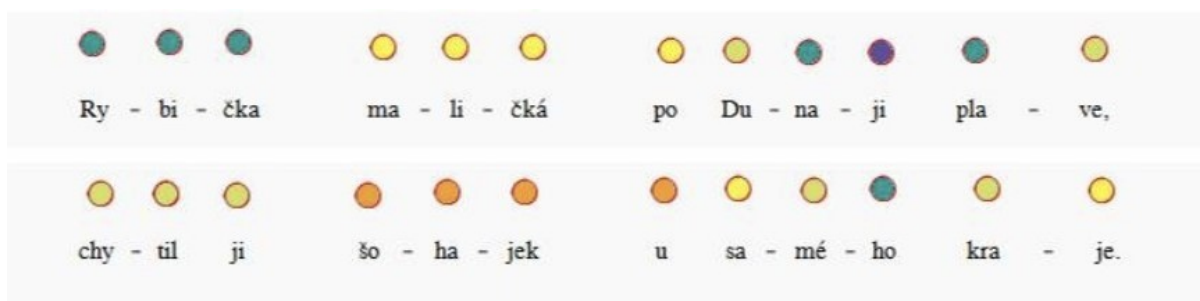 Ry - bi - čka ma - li - čká po Du - na - ji pla - ve,
chy - til ji šo - ha - jek u sa - mé - ho kra - je.